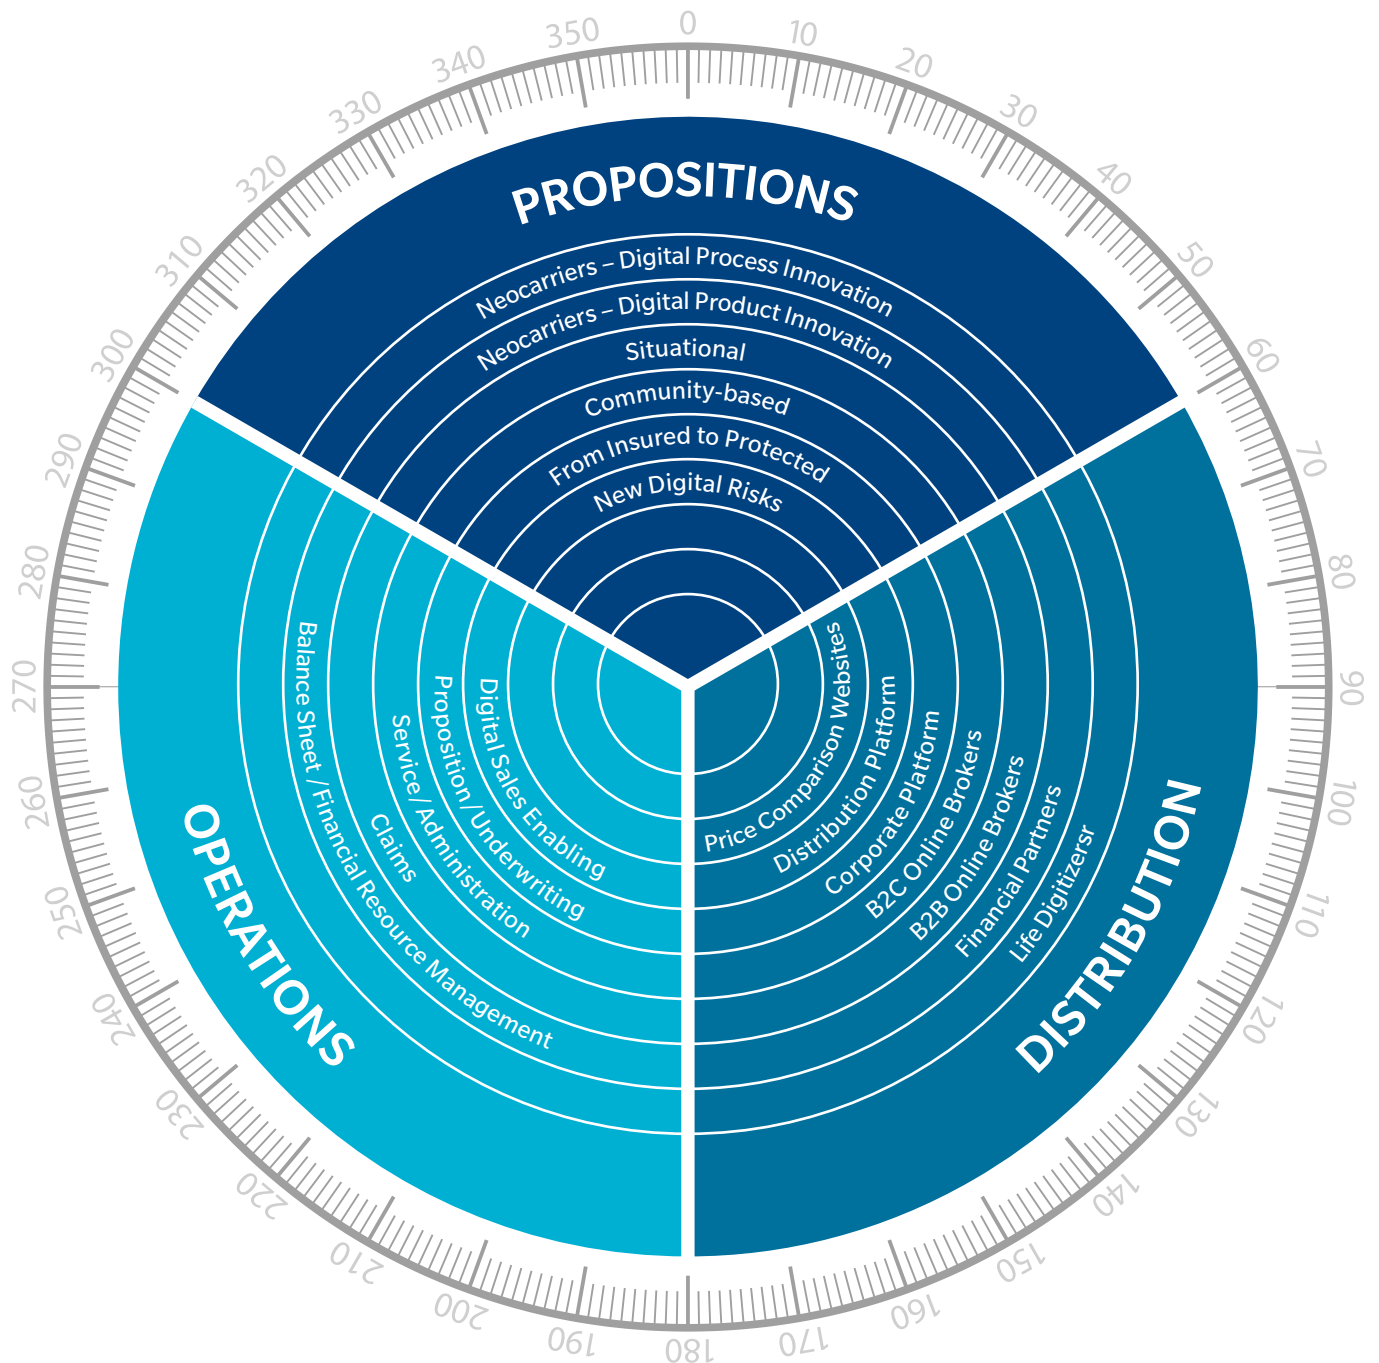 0
10
20
30
40
50
60
70
80
90
100
110
120
130
140
150
160
170
180
190
200
210
220
230
240
250
260
270
280
290
300
310
320
330
340
350
PROPOSITIONS
Neocarriers – Digital Process Innovation
Neocarriers – Digital Product Innovation
Situational
Community-based
From Insured to Protected
New Digital Risks
DISTRIBUTION
Price Comparison Websites
Distribution Platform
Corporate Platform
B2C Online Brokers
B2B Online Brokers
Financial Partners
Life Digitizersr
OPERATIONS
Balance Sheet / Financial Resource Management
Claims
Service / Administration
Proposition / Underwriting
Digital Sales Enabling